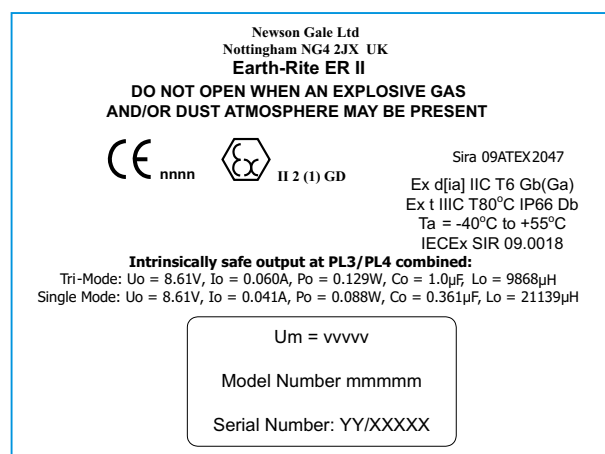 Newson Gale Ltd
Nottingham NG4 2JX UK
Earth-Rite ER II
DO NOT OPEN WHEN AN EXPLOSIVE GAS
AND/OR DUST ATMOSPHERE MAY BE PRESENT
CE nnnn Ex II 2 (1) GD
Sira 09ATEX2047
Ex d[ia] IIC T6 Gb(Ga)
Ex t IIIC T80°C IP66 Db
Ta = -40°C to +55°C
IECEx SIR 09.0018
Intrinsically safe output at PL3/PL4 combined:
Tri-Mode: Uo = 8.61V, Io = 0.060A, Po = 0.129W, Co = 1.0µF, Lo = 9868µH
Single Mode: Uo = 8.61V, Io = 0.041A, Po = 0.088W, Co = 0.361µF, Lo = 21139µH
Um = vvvvv
Model Number mmmmm
Serial Number: YY/XXXXX